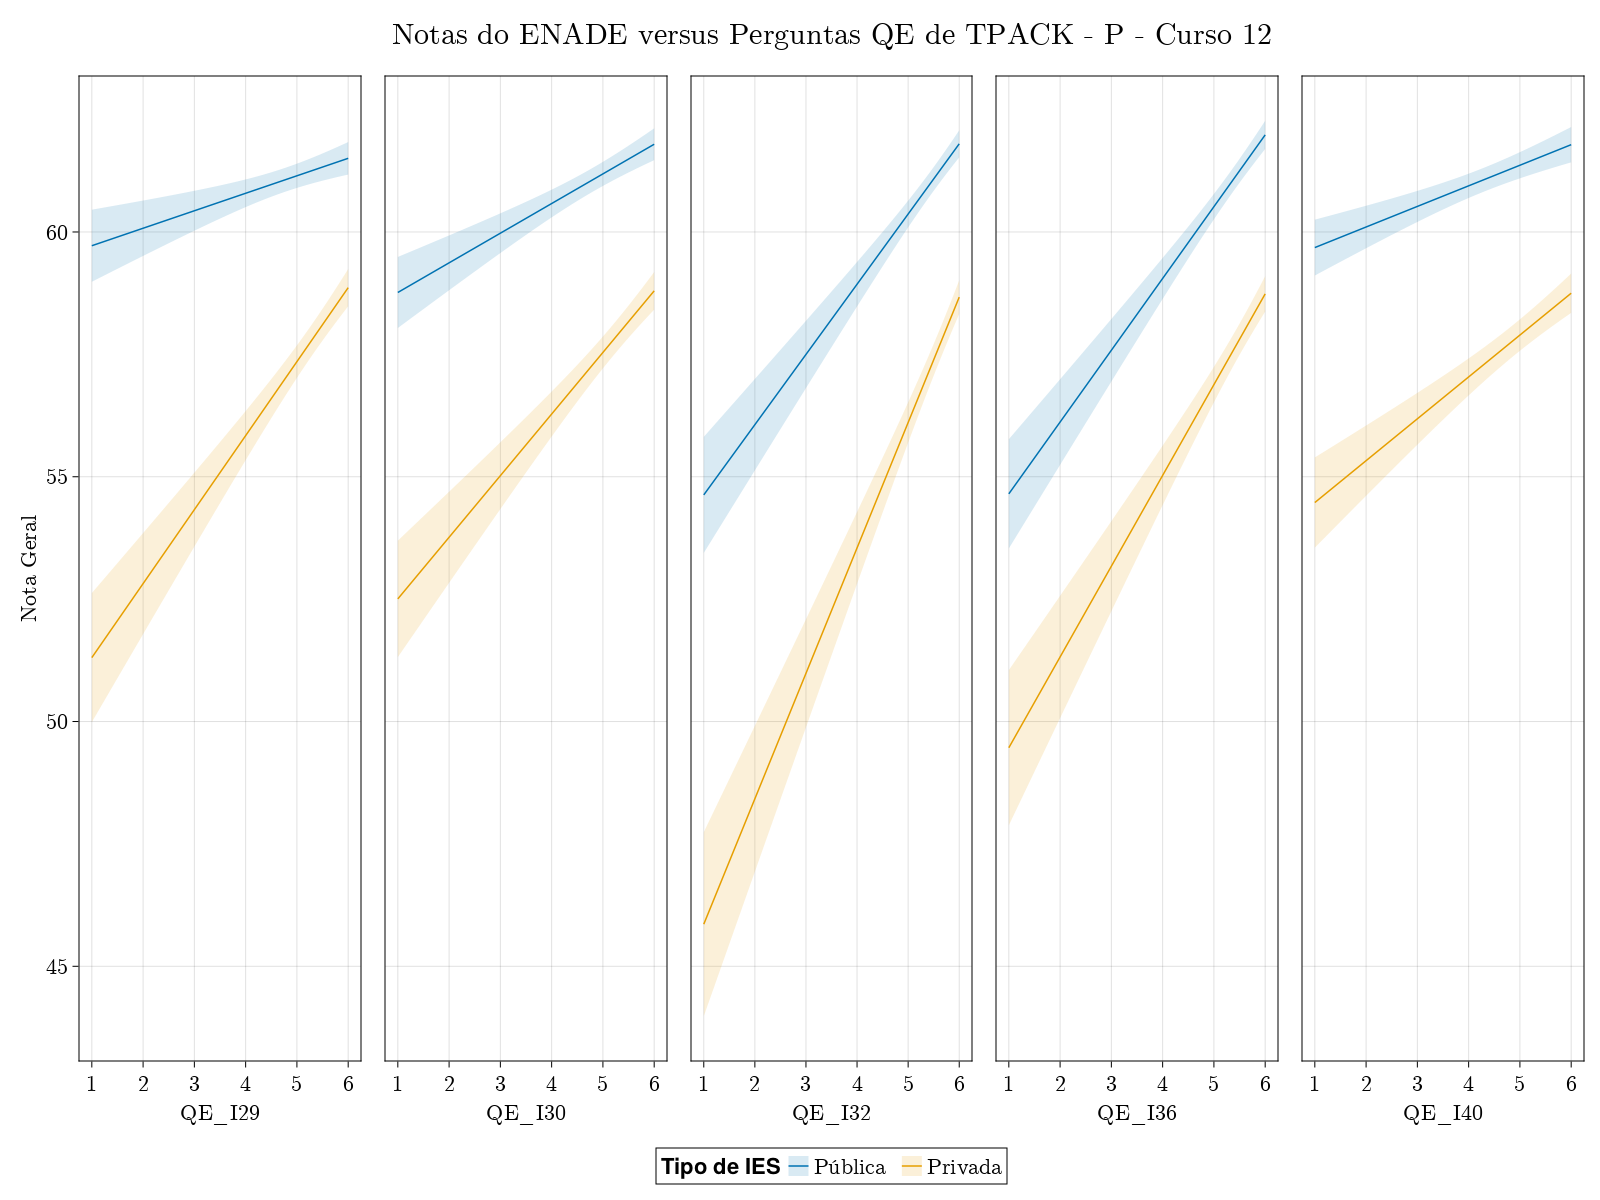 Notas do ENADE versus Perguntas QE de TPACK - P - Curso 12
Nota Geral
60
55
50
45
1 2 3 4 5 6
QE_I29
1 2 3 4 5 6
QE_I30
1 2 3 4 5 6
QE_I32
1 2 3 4 5 6
QE_I36
1 2 3 4 5 6
QE_I40
Tipo de IES Pública Privada